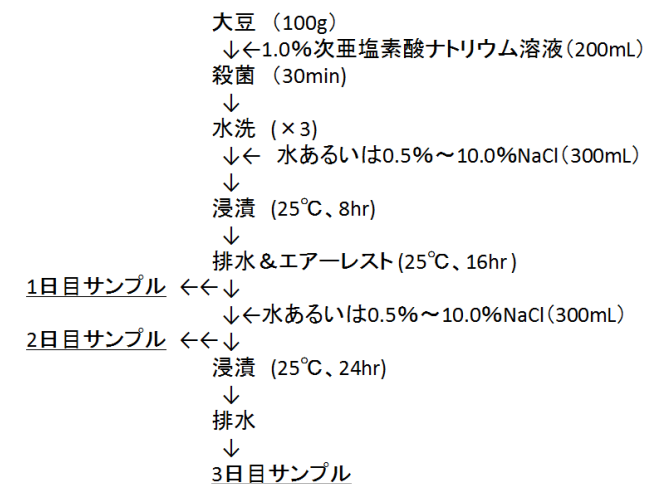 大豆 （100g）
↓←1.0%次亜塩素酸ナトリウム溶液（200mL）
殺菌 （30min）
↓
水洗 （×3）
↓← 水あるいは0.5%～10.0%NaCl（300mL）
↓
浸漬 （25℃、8hr）
↓
排水＆エアーレスト（25℃、16hr）
1日目サンプル ←←↓
↓←水あるいは0.5%～10.0%NaCl（300mL）
2日目サンプル ←←↓
浸漬 （25℃、24hr）
↓
排水
↓
3日目サンプル